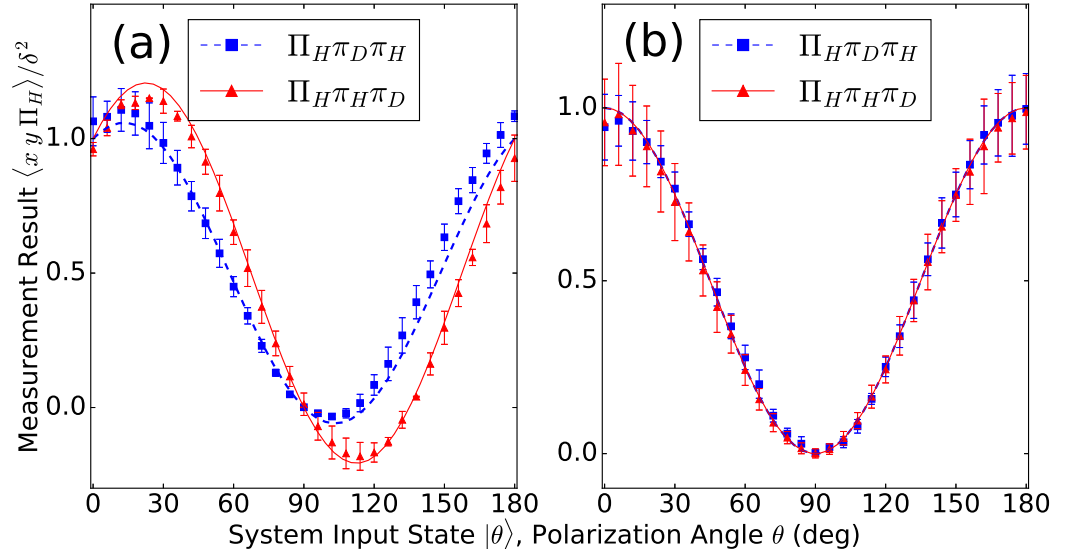 (a)
Π_H π_D π_H
Π_H π_H π_D
(b)
Π_H π_D π_H
Π_H π_H π_D
Measurement Result ⟨x y Π_H⟩/δ²
1.0
0.5
0.0
1.0
0.5
0.0
0 30 60 90 120 150 180
0 30 60 90 120 150 180
System Input State |θ⟩, Polarization Angle θ (deg)